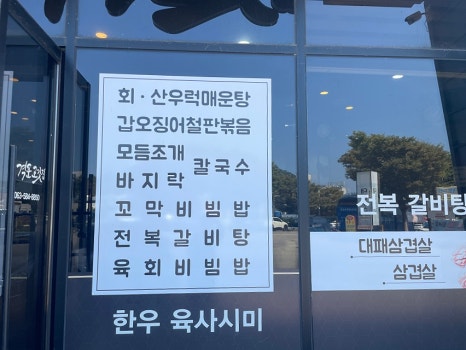 회 · 산우럭매운탕
갑오징어철판볶음
모듬조개
바지락
칼국수
꼬막비빔밥
전복갈비탕
육회비빔밥
한우 육사시미
전복 갈비탕
대패삼겹살
삼겹살